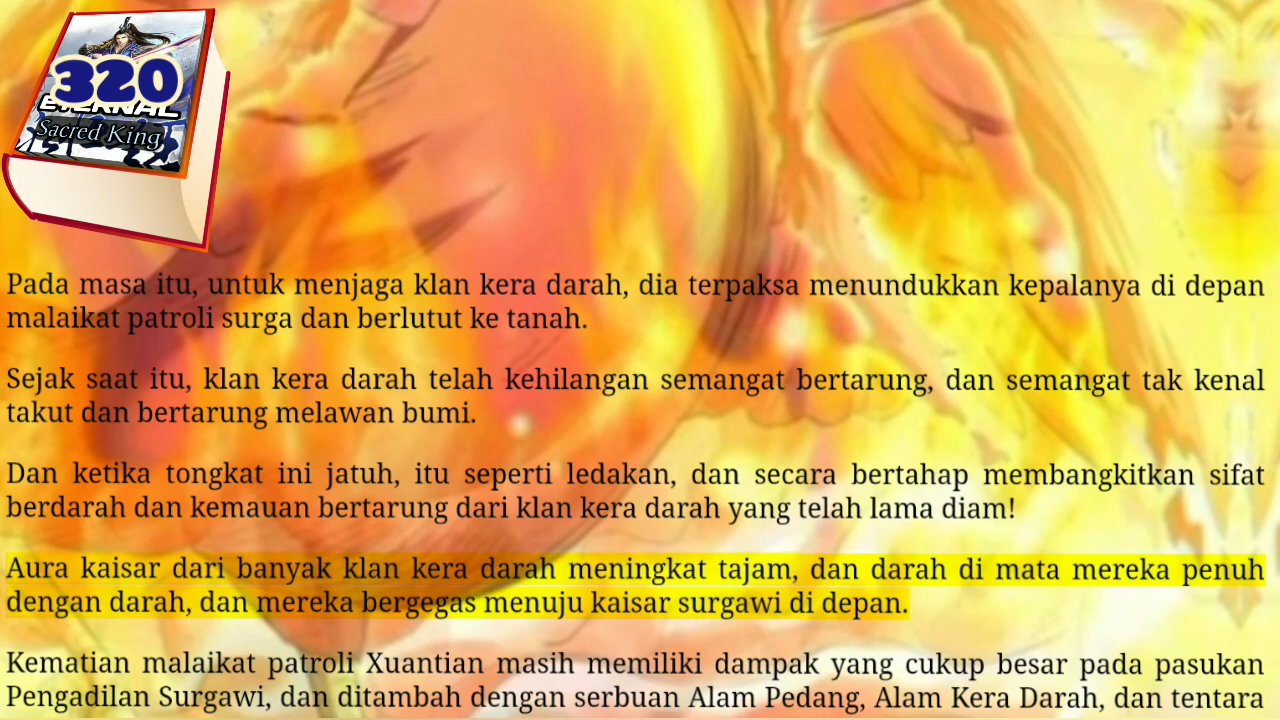 320
ETERNAL
Sacred King
Pada masa itu, untuk menjaga klan kera darah, dia terpaksa menundukkan kepalanya di depan
malaikat patroli surga dan berlutut ke tanah.
Sejak saat itu, klan kera darah telah kehilangan semangat bertarung, dan semangat tak kenal
takut dan bertarung melawan bumi.
Dan ketika tongkat ini jatuh, itu seperti ledakan, dan secara bertahap membangkitkan sifat
berdarah dan kemauan bertarung dari klan kera darah yang telah lama diam!
Aura kaisar dari banyak klan kera darah meningkat tajam, dan darah di mata mereka penuh
dengan darah, dan mereka bergegas menuju kaisar surgawi di depan.
Kematian malaikat patroli Xuantian masih memiliki dampak yang cukup besar pada pasukan
Pengadilan Surgawi, dan ditambah dengan serbuan Alam Pedang, Alam Kera Darah, dan tentara